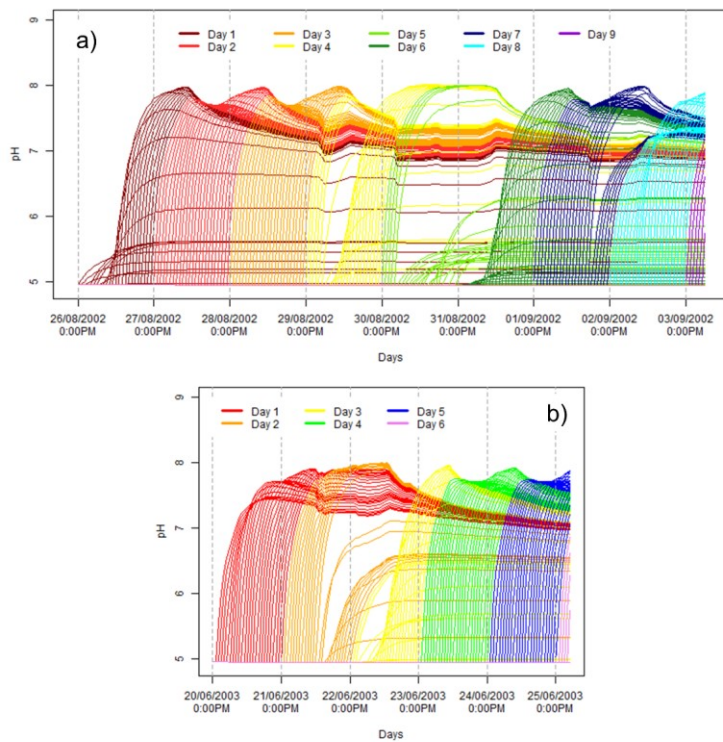 a)
Day 1 Day 3 Day 5 Day 7 Day 9
Day 2 Day 4 Day 6 Day 8
9
8
7
6
5
pH
26/08/2002 27/08/2002 28/08/2002 29/08/2002 30/08/2002 31/08/2002 01/09/2002 02/09/2002 03/09/2002
0:00PM 0:00PM 0:00PM 0:00PM 0:00PM 0:00PM 0:00PM 0:00PM 0:00PM
Days
b)
Day 1 Day 3 Day 5
Day 2 Day 4 Day 6
9
8
7
6
5
pH
20/06/2003 21/06/2003 22/06/2003 23/06/2003 24/06/2003 25/06/2003
0:00PM 0:00PM 0:00PM 0:00PM 0:00PM 0:00PM
Days